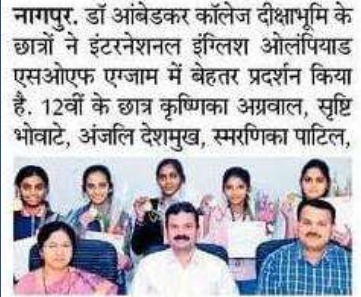 नागपुर. डॉ आंबेडकर कॉलेज दीक्षाभूमि के
छात्रों ने इंटरनेशनल इंग्लिश ओलंपियाड
एसओएफ एग्जाम में बेहतर प्रदर्शन किया
है. 12वीं के छात्र कृष्णिका अग्रवाल, सृष्टि
भोवाटे, अंजलि देशमुख, स्मरणिका पाटिल,